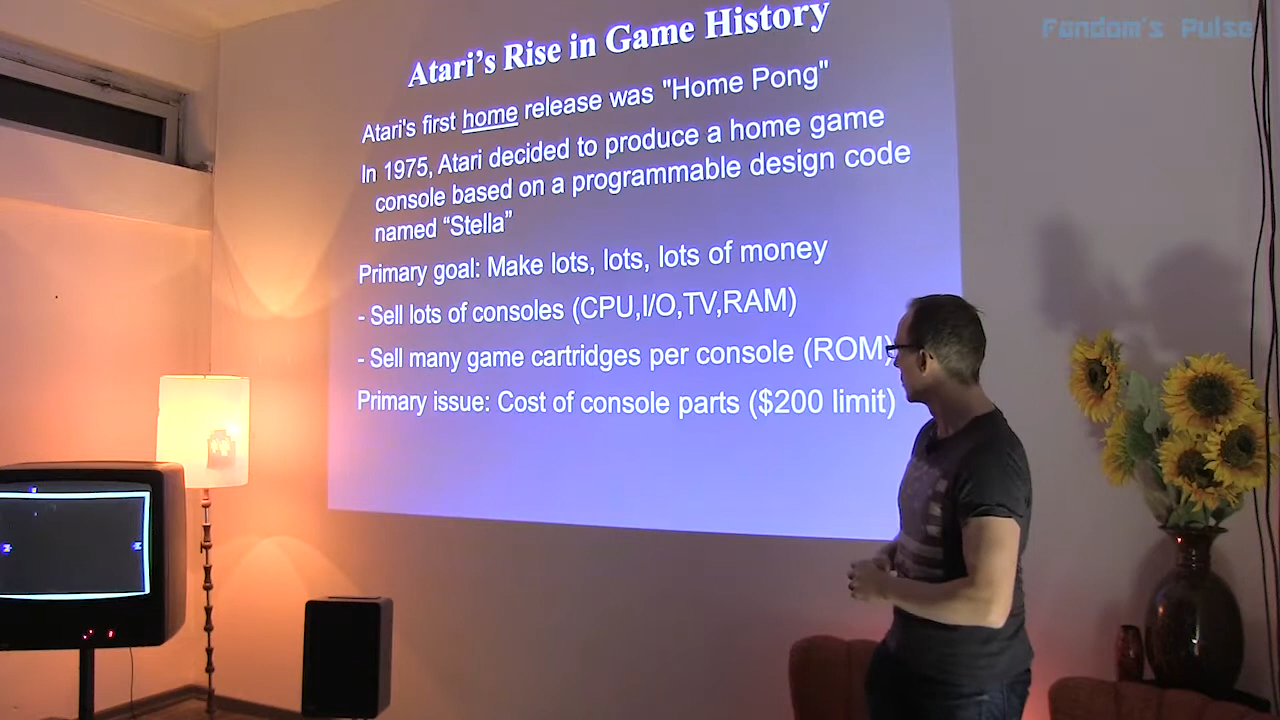 Fandom's Pulse
Atari's Rise in Game History
Atari's first home release was "Home Pong"
In 1975, Atari decided to produce a home game
console based on a programmable design code
named “Stella”
Primary goal: Make lots, lots, lots of money
- Sell lots of consoles (CPU,I/O,TV,RAM)
- Sell many game cartridges per console (ROM)
Primary issue: Cost of console parts ($200 limit)